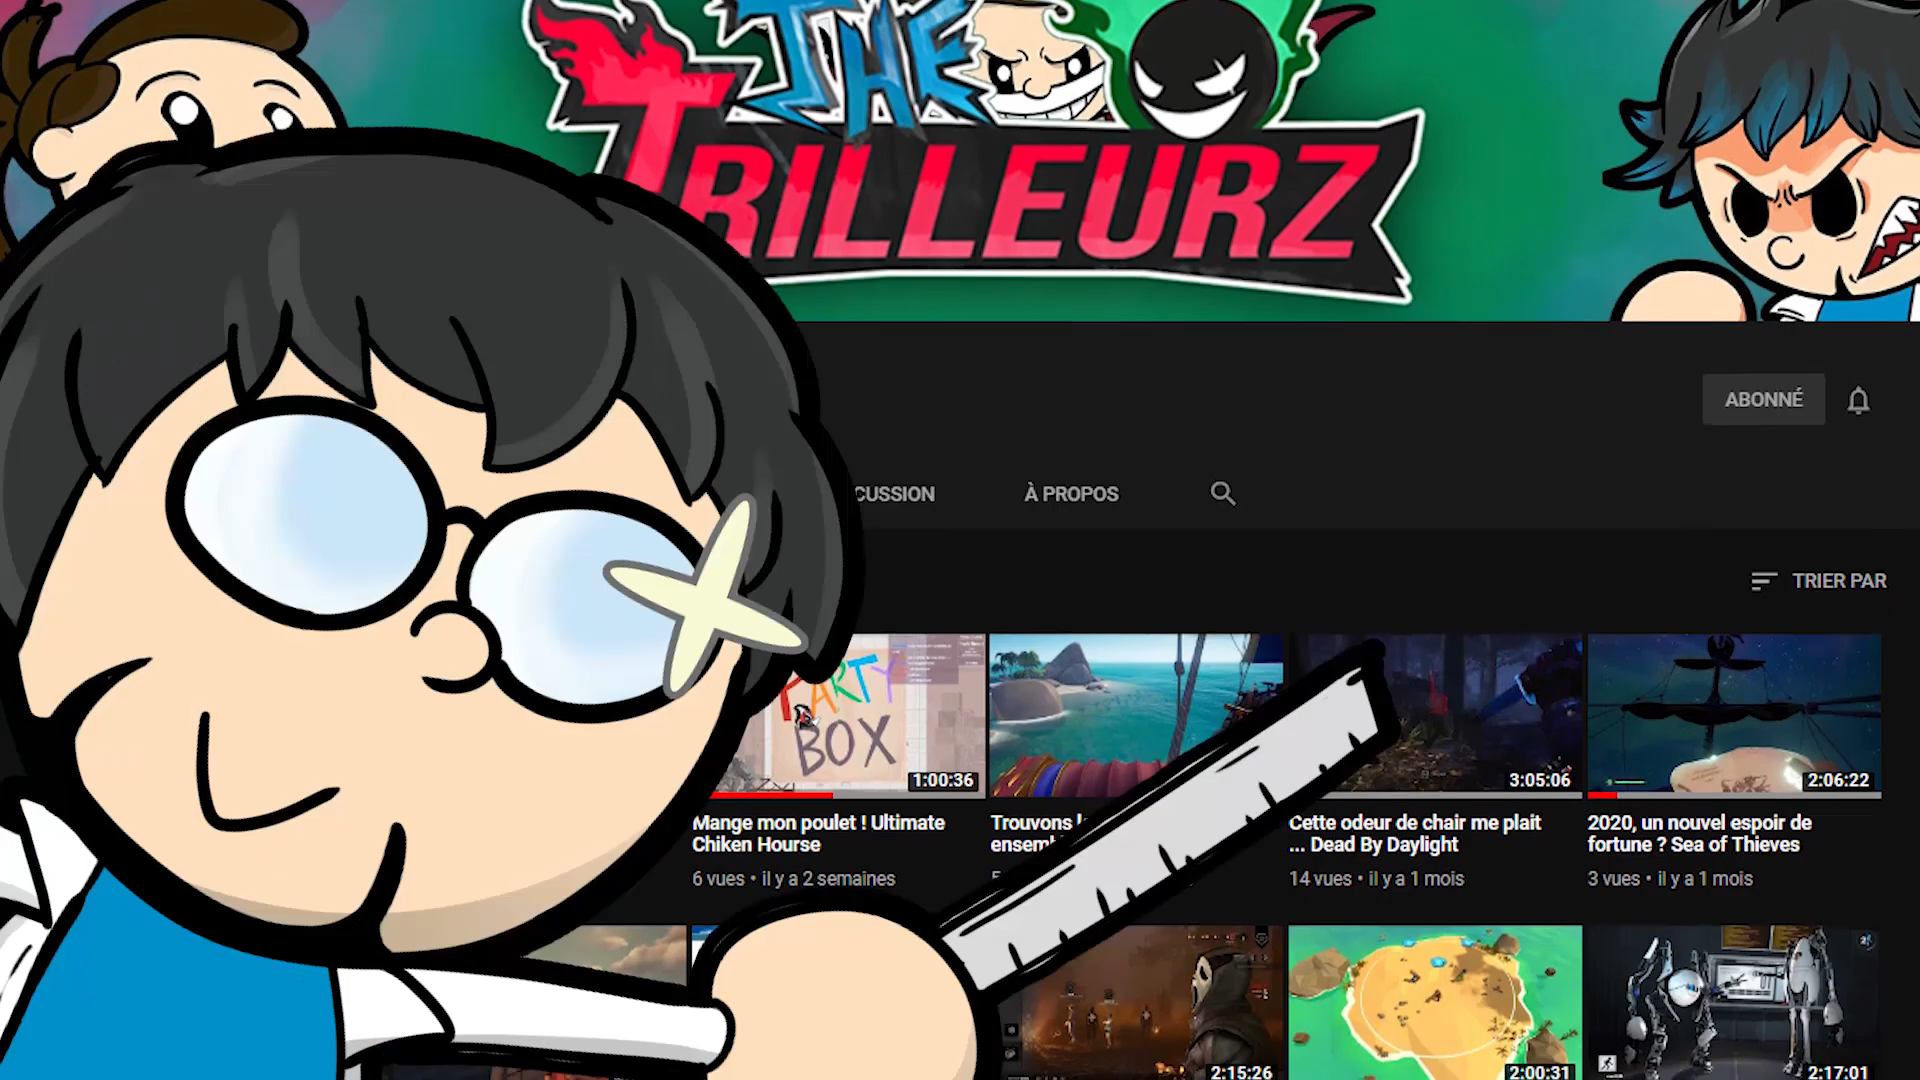 THE
TRILLEURZ
ABONNÉ
CUSSION
À PROPOS
TRIER PAR
PARTY
BOX
1:00:36
3:05:06
2:06:22
Mange mon poulet ! Ultimate
Chiken Hourse
6 vues • il y a 2 semaines
Trouvons
ensem
Cette odeur de chair me plait
... Dead By Daylight
14 vues • il y a 1 mois
2020, un nouvel espoir de
fortune ? Sea of Thieves
3 vues • il y a 1 mois
2:15:26
2:00:31
2:17:01